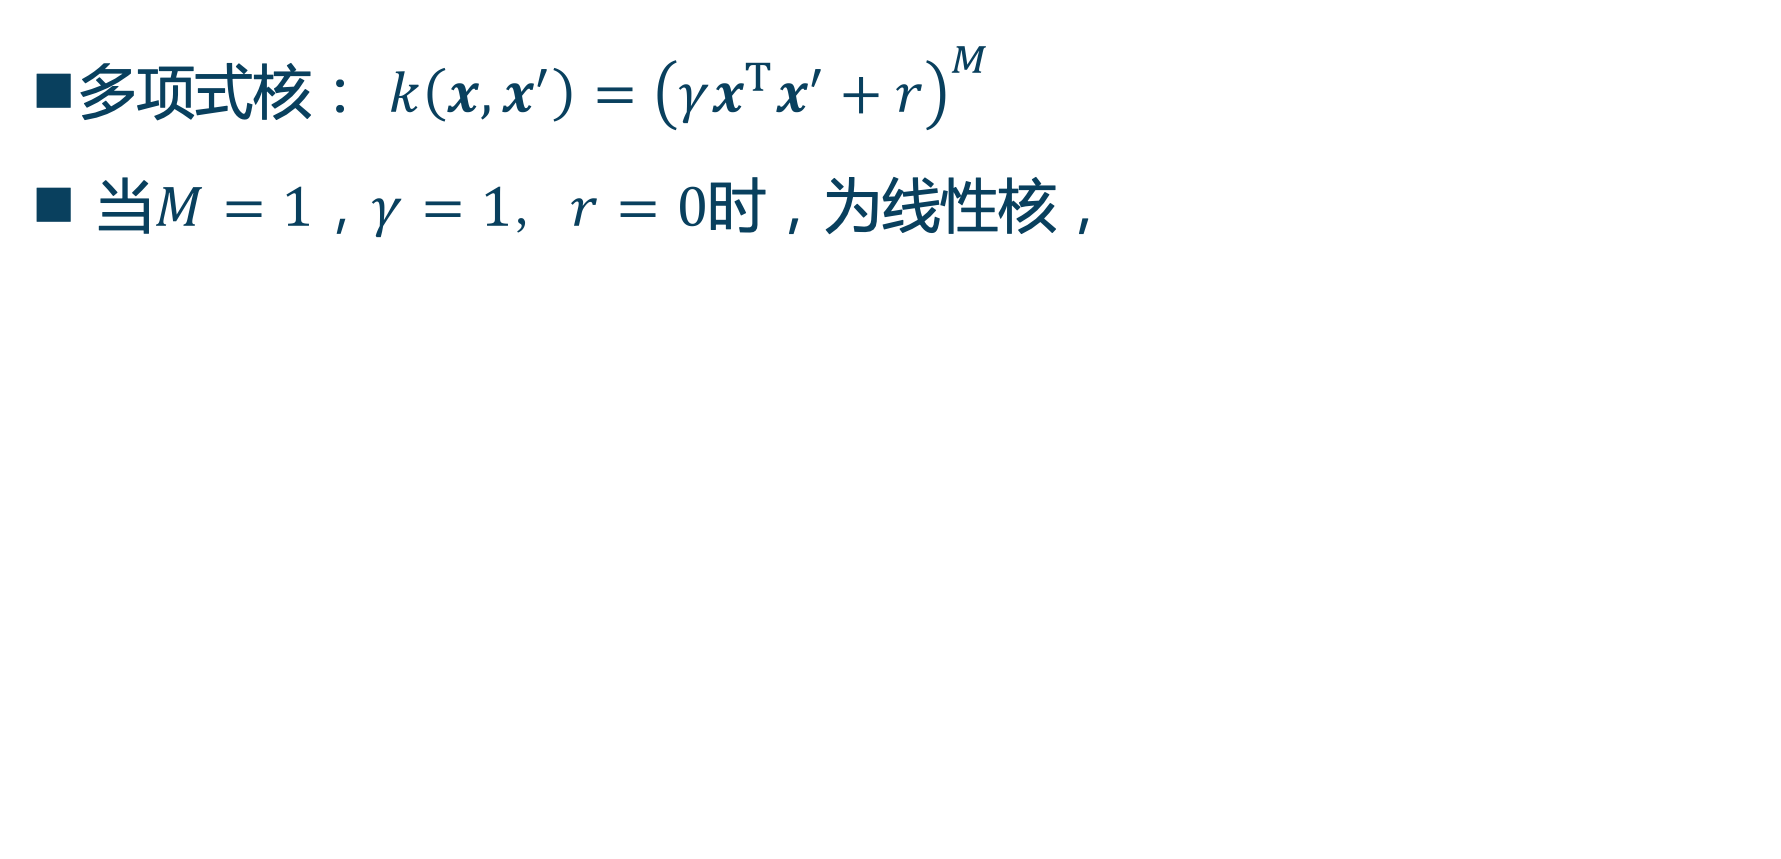 ■多项式核： k(x, x′) = (γxᵀx′ + r)ᴹ
■ 当M = 1，γ = 1, r = 0时，为线性核，